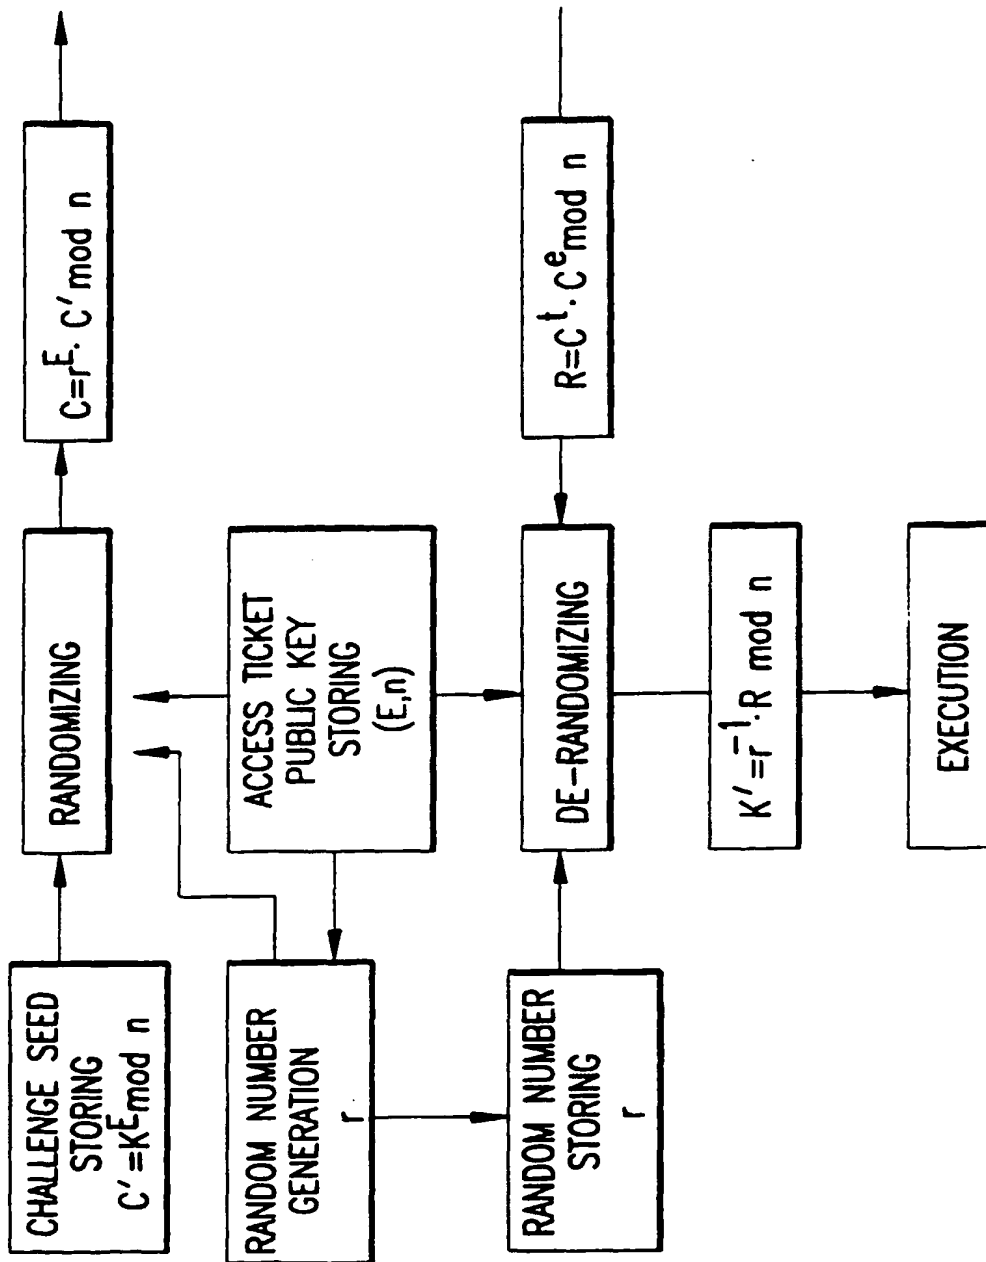 CHALLENGE SEED
STORING
C′=K^E mod n
RANDOMIZING
C=r^E·C′mod n
RANDOM NUMBER
GENERATION
r
ACCESS TICKET
PUBLIC KEY
STORING
(E,n)
RANDOM NUMBER
STORING
r
DE-RANDOMIZING
R=C^t·C^e mod n
K′=r^-1·R mod n
EXECUTION